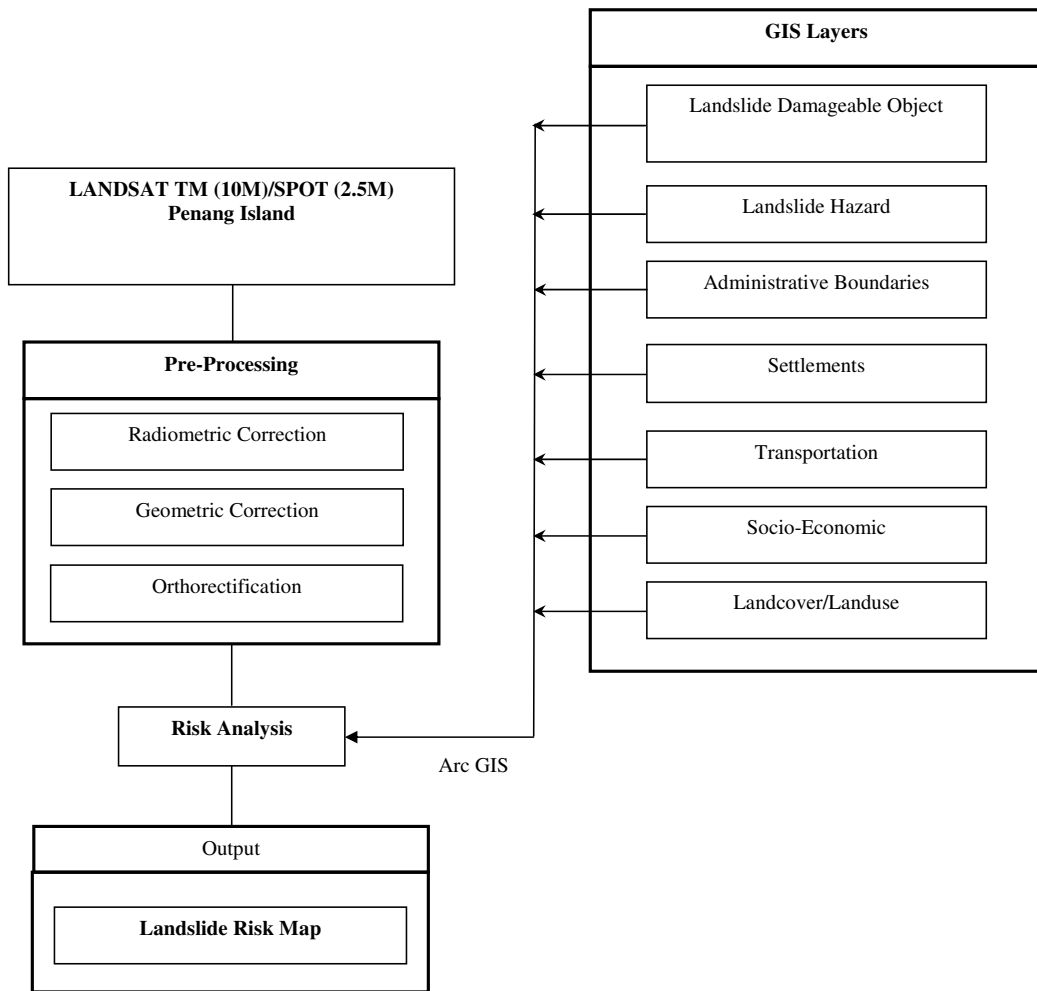 LANDSAT TM (10M)/SPOT (2.5M)
Penang Island
Pre-Processing
Radiometric Correction
Geometric Correction
Orthorectification
Risk Analysis
Output
Landslide Risk Map
Arc GIS
GIS Layers
Landslide Damageable Object
Landslide Hazard
Administrative Boundaries
Settlements
Transportation
Socio-Economic
Landcover/Landuse